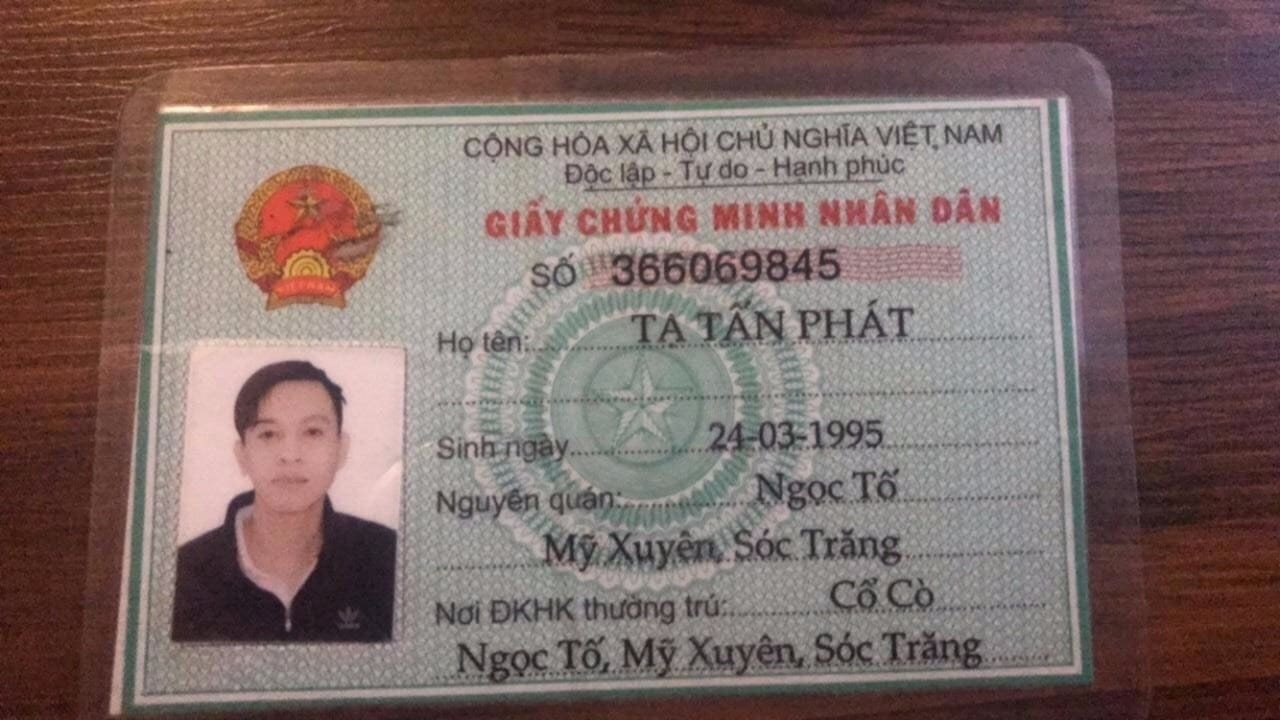 CỘNG HÒA XÃ HỘI CHỦ NGHĨA VIỆT NAM
Độc lập - Tự do - Hạnh phúc
GIẤY CHỨNG MINH NHÂN DÂN
SỐ 366069845
Họ tên: TẠ TẤN PHÁT
Sinh ngày 24-03-1995
Nguyên quán: Ngọc Tố
Mỹ Xuyên, Sóc Trăng
Nơi ĐKHK thường trú: Cổ Cò
Ngọc Tố, Mỹ Xuyên, Sóc Trăng